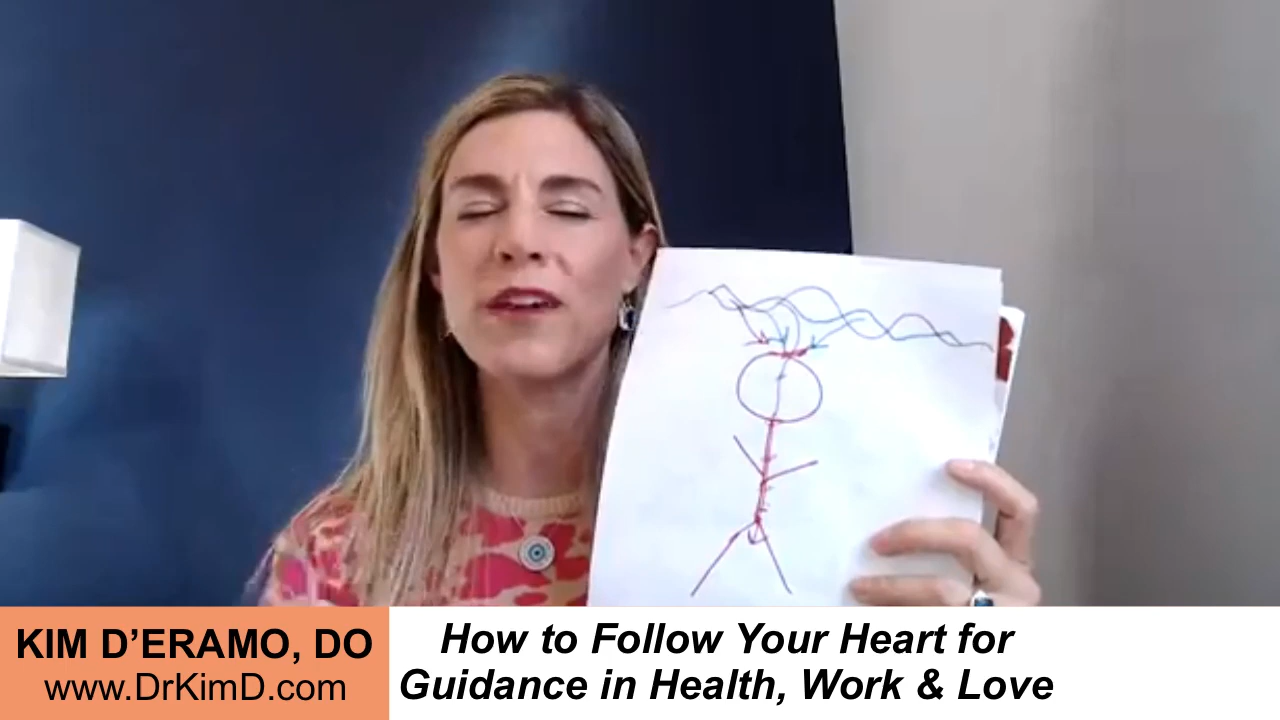 KIM D’ERAMO, DO
www.DrKimD.com
How to Follow Your Heart for
Guidance in Health, Work & Love